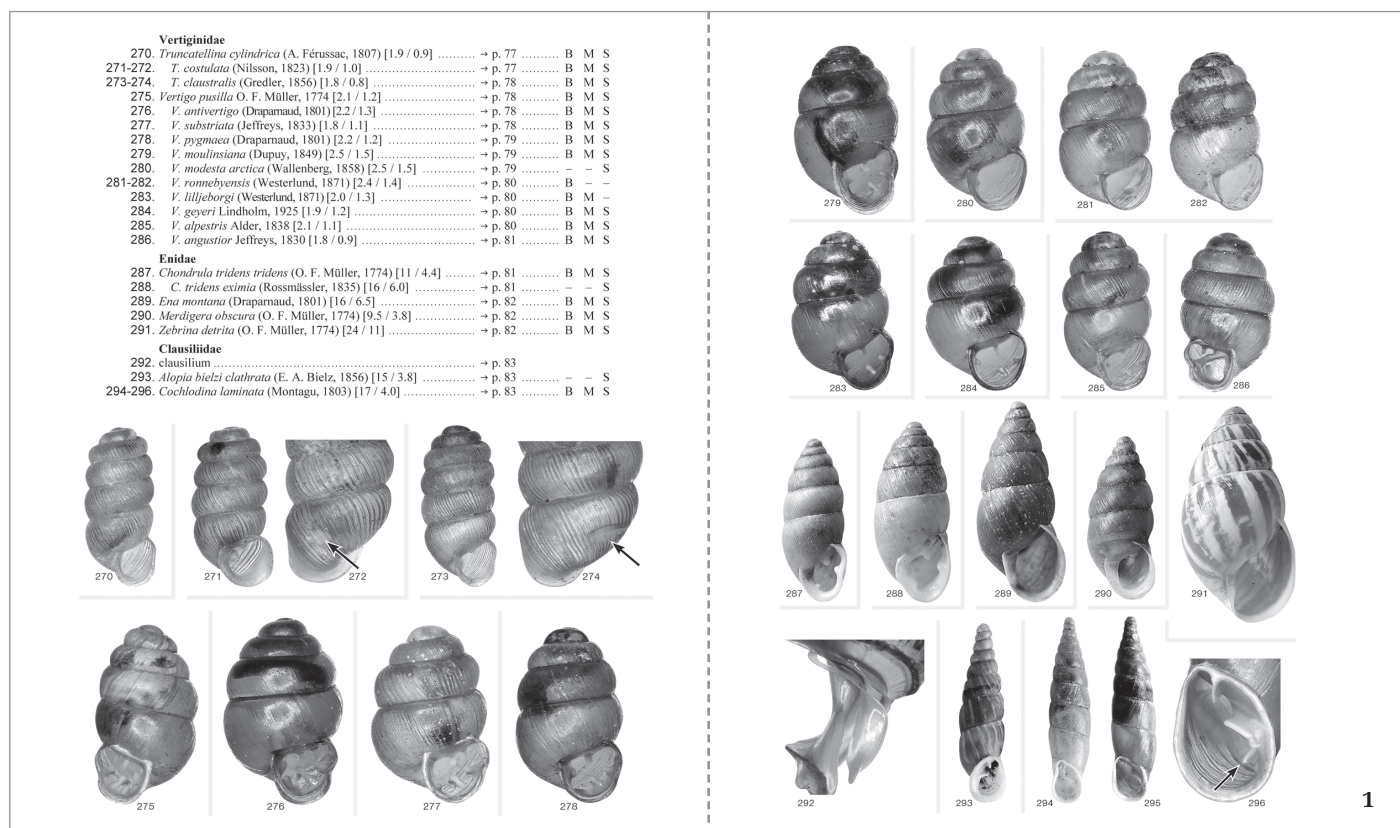 Vertiginidae
270. Truncatellina cylindrica (A. Férussac, 1807) [1.9 / 0.9] ........................ → p. 77 .......... B M S
271-272. T. costulata (Nilsson, 1823) [1.9 / 1.0] ........................ → p. 77 .......... B M S
273-274. T. claustralis (Gredler, 1856) [1.8 / 0.8] ........................ → p. 78 .......... B M S
275. Vertigo pusilla O. F. Müller, 1774 [2.1 / 1.2] ........................ → p. 78 .......... B M S
276. V. antivertigo (Draparnaud, 1801) [2.2 / 1.3] ........................ → p. 78 .......... B M S
277. V. substriata (Jeffreys, 1833) [1.8 / 1.1] ........................ → p. 78 .......... B M S
278. V. pygmaea (Draparnaud, 1801) [2.2 / 1.2] ........................ → p. 79 .......... B M S
279. V. moulinsiana (Dupuy, 1849) [2.5 / 1.5] ........................ → p. 79 .......... B M S
280. V. modesta arctica (Wallenberg, 1858) [2.5 / 1.5] ........................ → p. 79 .......... – – S
281-282. V. ronnebyensis (Westerlund, 1871) [2.4 / 1.4] ........................ → p. 80 .......... B – –
283. V. lilljeborgi (Westerlund, 1871) [2.0 / 1.3] ........................ → p. 80 .......... B M –
284. V. geyeri Lindholm, 1925 [1.9 / 1.2] ........................ → p. 80 .......... B M S
285. V. alpestris Alder, 1838 [2.1 / 1.1] ........................ → p. 80 .......... B M S
286. V. angustior Jeffreys, 1830 [1.8 / 0.9] ........................ → p. 81 .......... B M S
Enidae
287. Chondrula tridens tridens (O. F. Müller, 1774) [11 / 4.4] ........ → p. 81 .......... B M S
288. C. tridens eximia (Rossmässler, 1835) [16 / 6.0] ........ → p. 81 .......... – – S
289. Ena montana (Draparnaud, 1801) [16 / 6.5] ........................ → p. 82 .......... B M S
290. Merdigera obscura (O. F. Müller, 1774) [9.5 / 3.8] ........................ → p. 82 .......... B M S
291. Zebrina detrita (O. F. Müller, 1774) [24 / 11] ........................ → p. 82 .......... B M S
Clausiliidae
292. clausilium ........................ → p. 83
293. Alopia bielzi clathrata (E. A. Bielz, 1856) [15 / 3.8] ........................ → p. 83 .......... – – S
294-296. Cochlodina laminata (Montagu, 1803) [17 / 4.0] ........................ → p. 83 .......... B M S
270 271 272 273 274
275 276 277 278
279 280 281 282
283 284 285 286
287 288 289 290 291
292 293 294 295 296
1